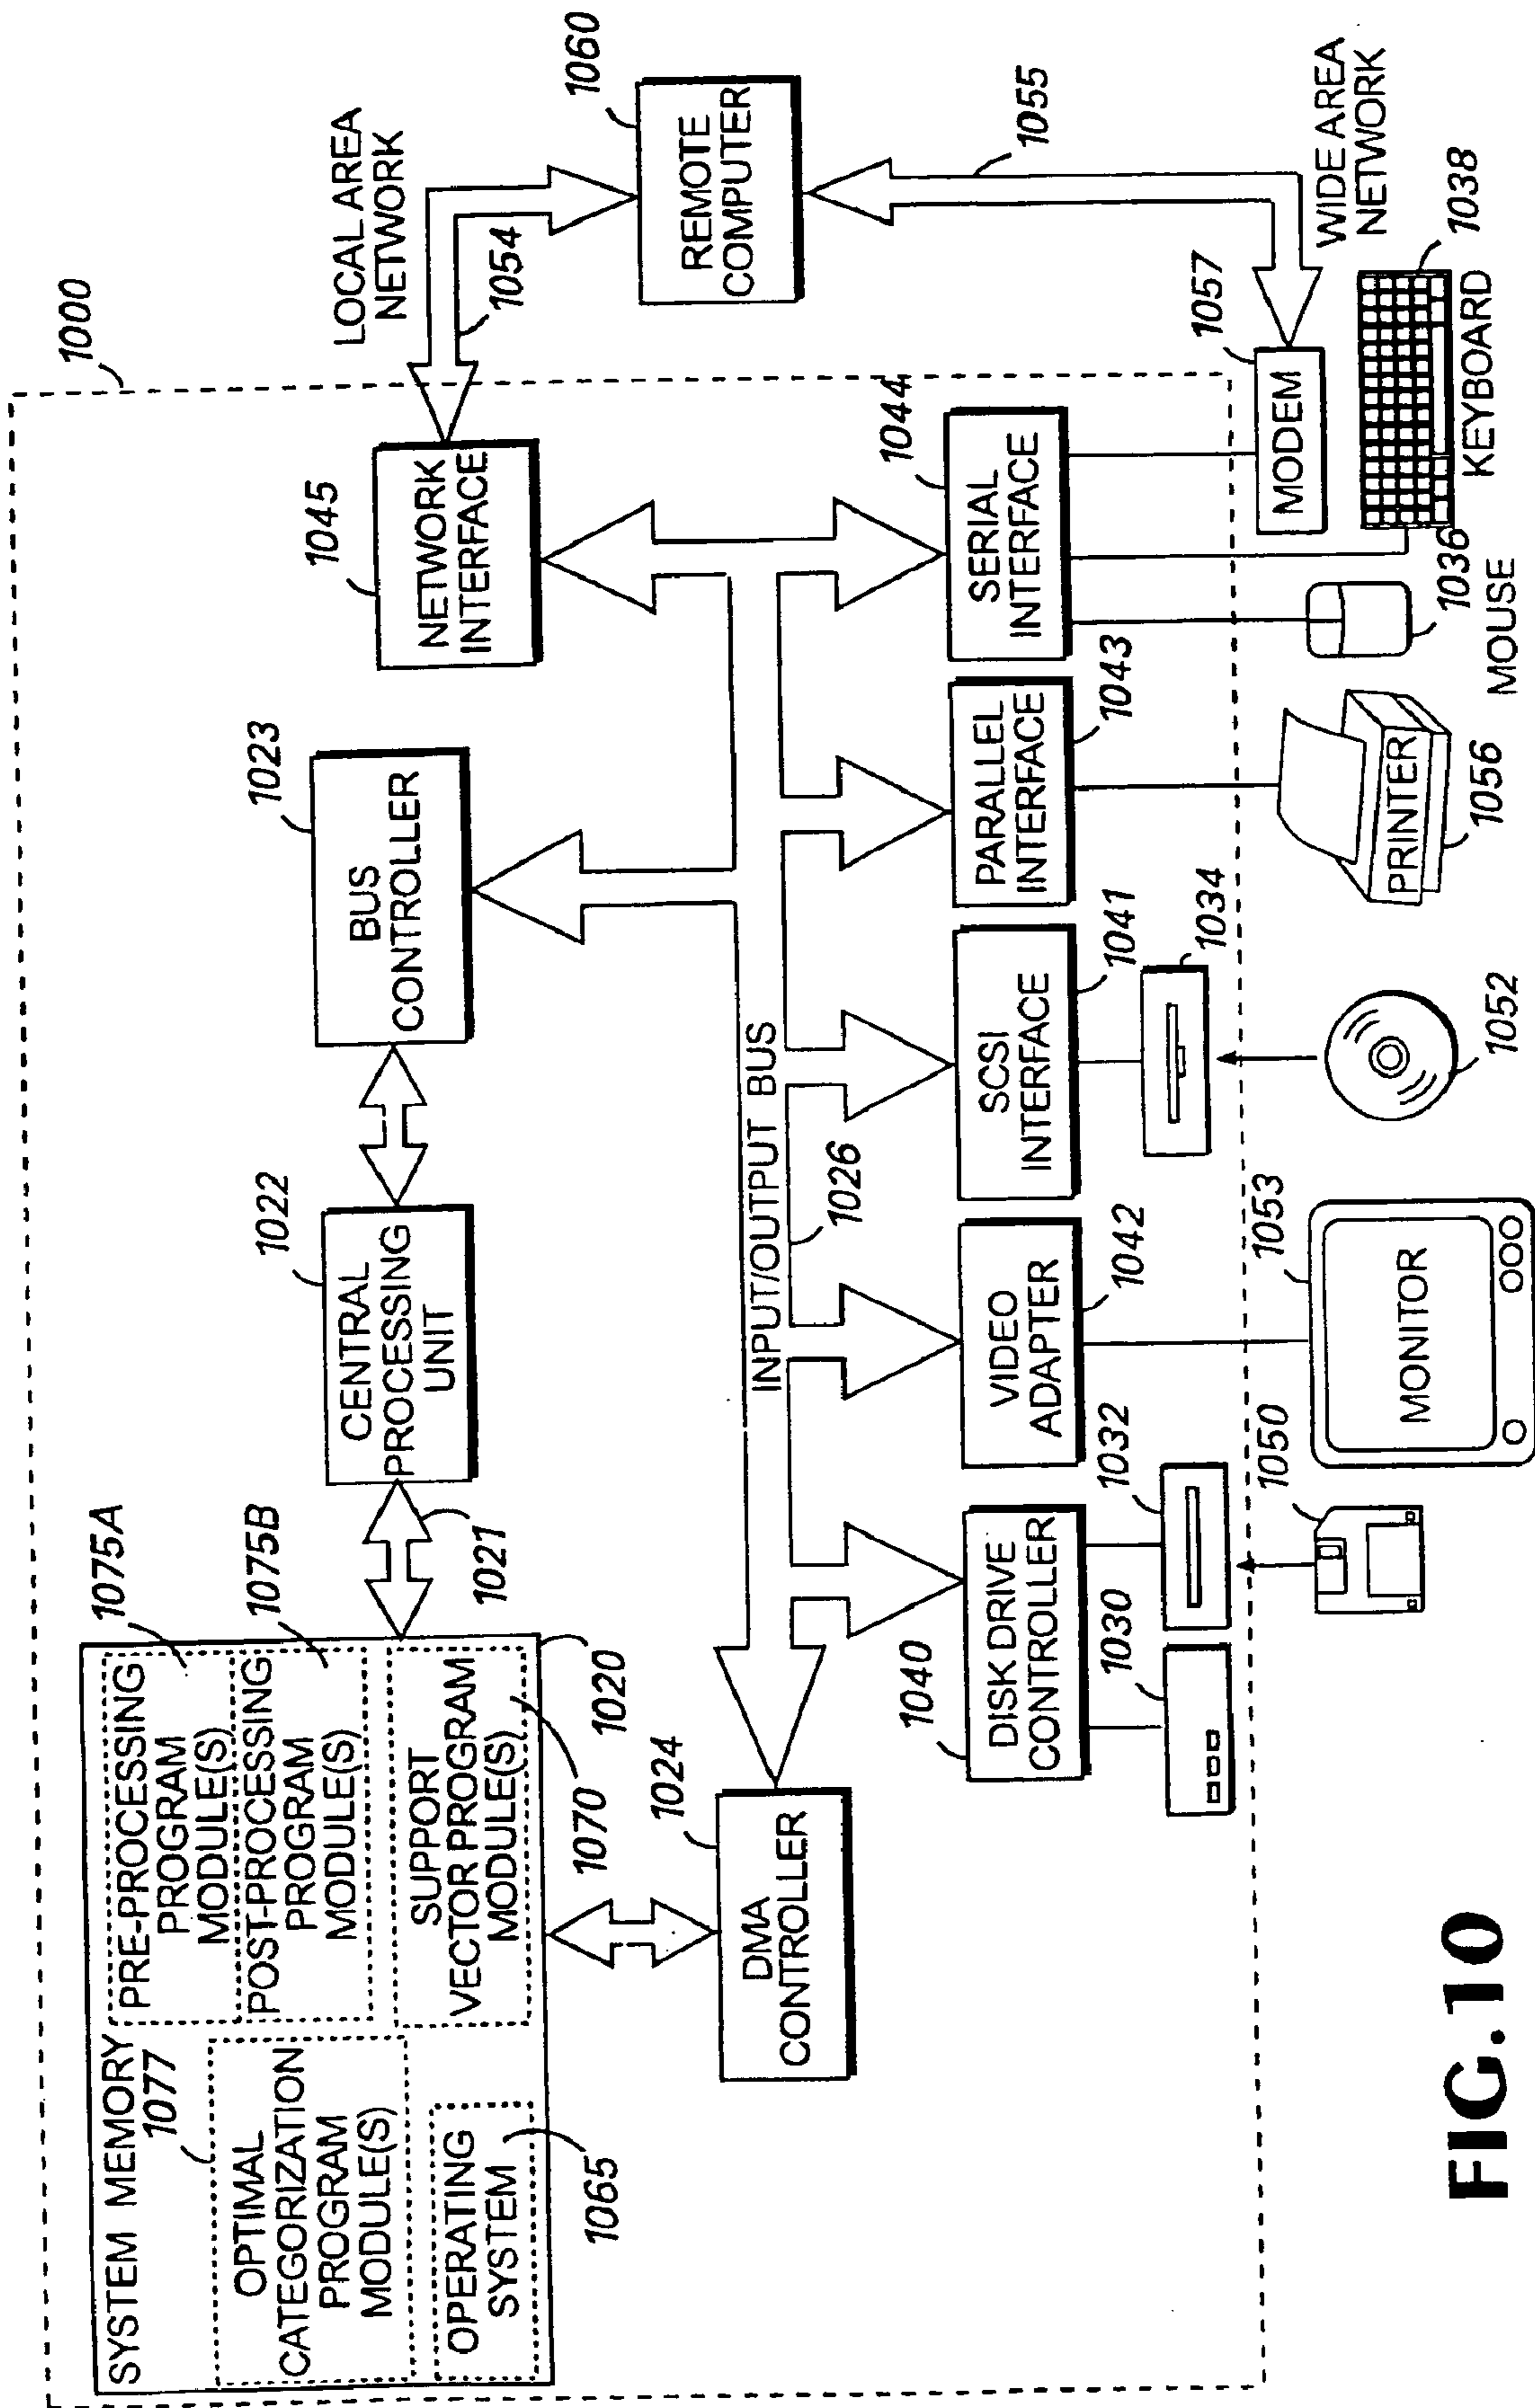 1000
SYSTEM MEMORY
1077
OPTIMAL
CATEGORIZATION
PROGRAM
MODULE(S)
OPERATING
SYSTEM
1065
PRE-PROCESSING
PROGRAM
MODULE(S)
1075A
POST-PROCESSING
PROGRAM
MODULE(S)
1075B
SUPPORT
VECTOR PROGRAM
MODULE(S)
1070
1020
1021
1022
CENTRAL
PROCESSING
UNIT
1023
BUS
CONTROLLER
1045
NETWORK
INTERFACE
LOCAL AREA
NETWORK
1054
1060
REMOTE
COMPUTER
1055
WIDE AREA
NETWORK
1024
DMA
CONTROLLER
INPUT/OUTPUT BUS
1026
1040
DISK DRIVE
CONTROLLER
1030
1032
VIDEO
ADAPTER
1042
SCSI
INTERFACE
1041
1034
PARALLEL
INTERFACE
1043
SERIAL
INTERFACE
1044
MODEM
1057
1050
MONITOR
1053
1052
PRINTER
1056
MOUSE
1036
KEYBOARD
1038
FIG.10